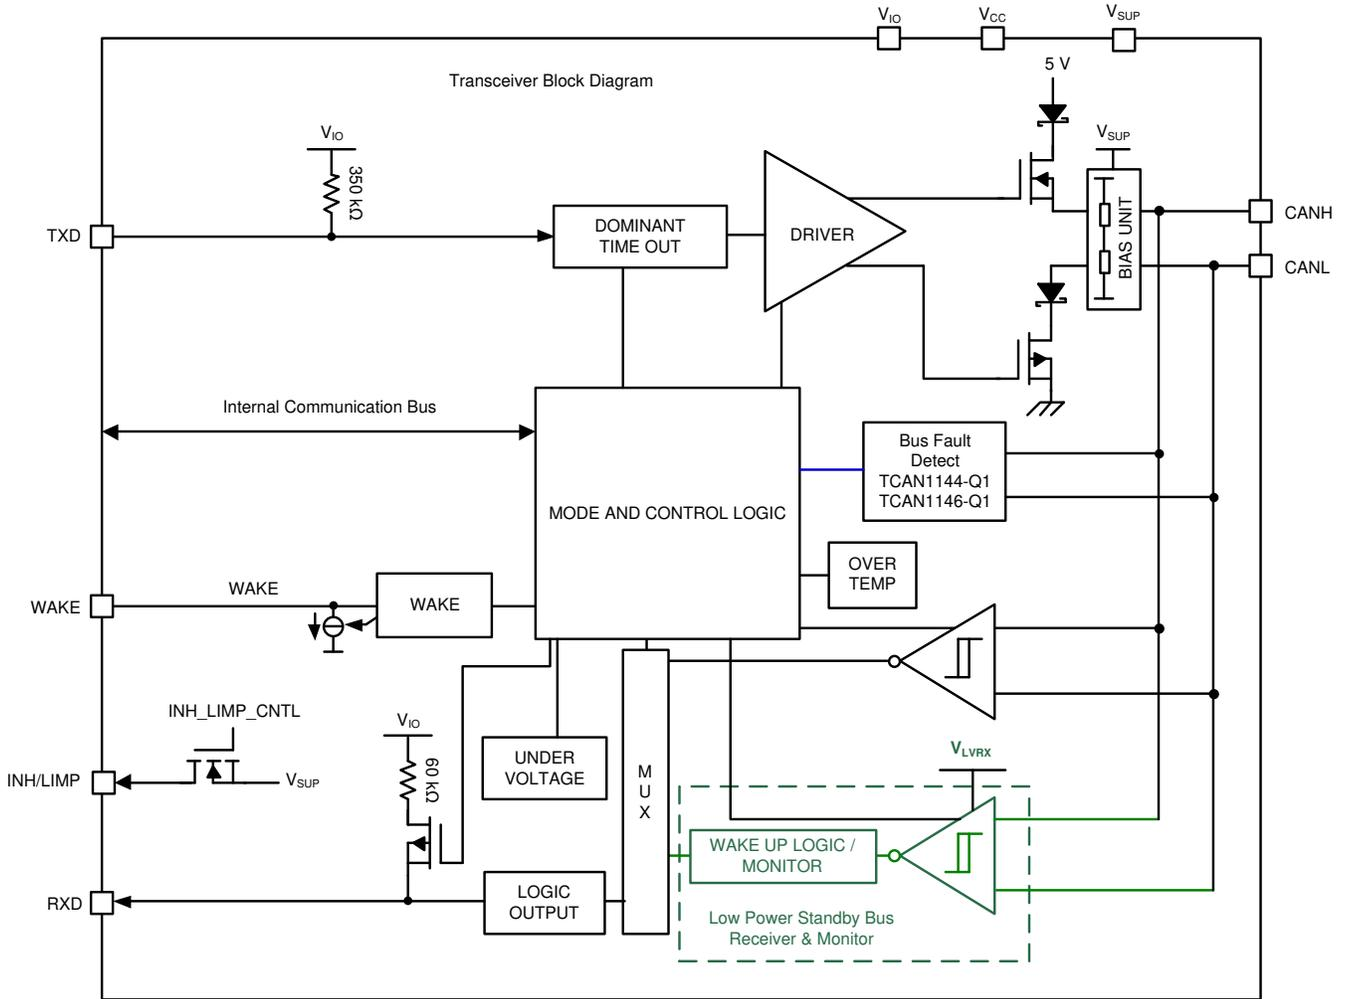 VIO
VCC
VSUP
Transceiver Block Diagram
5 V
VIO
350 kΩ
VSUP
TXD
DOMINANT
TIME OUT
DRIVER
BIAS UNIT
CANH
CANL
Internal Communication Bus
MODE AND CONTROL LOGIC
Bus Fault
Detect
TCAN1144-Q1
TCAN1146-Q1
OVER
TEMP
WAKE
WAKE
WAKE
INH_LIMP_CNTL
INH/LIMP
VSUP
VIO
60 kΩ
UNDER
VOLTAGE
M
U
X
VLVRX
WAKE UP LOGIC /
MONITOR
Low Power Standby Bus
Receiver & Monitor
LOGIC
OUTPUT
RXD